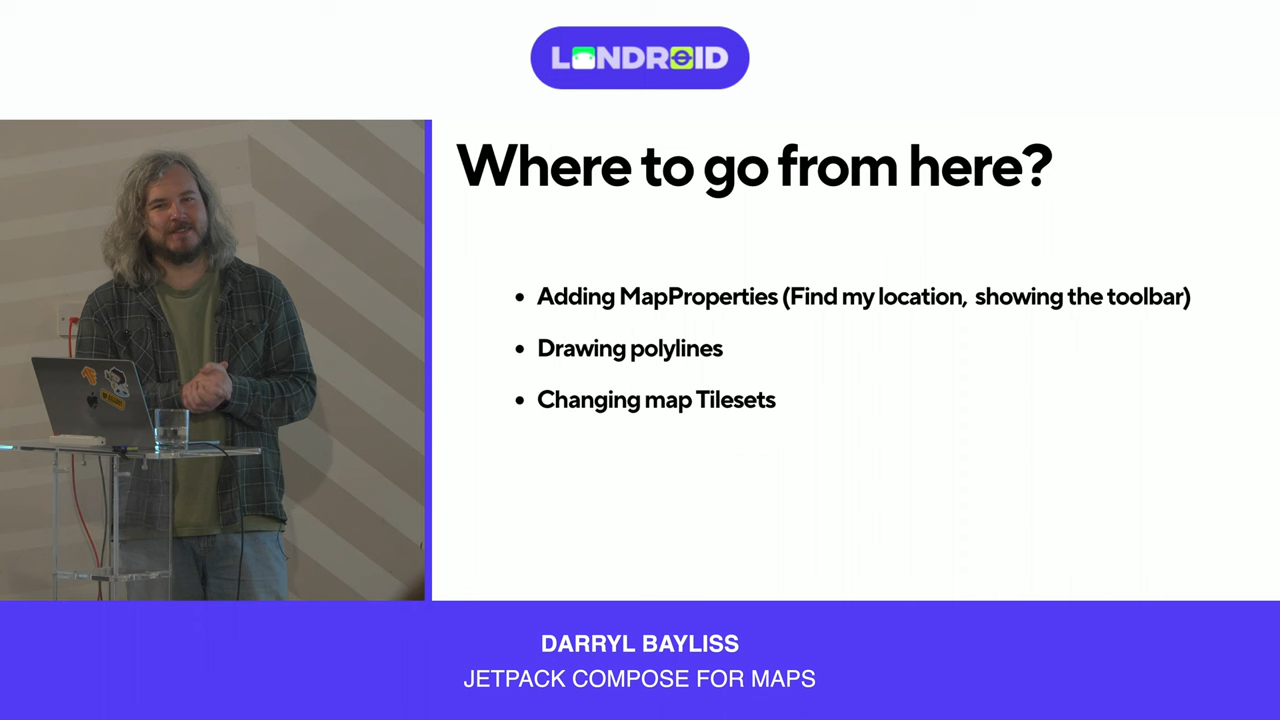 LONDROID
Where to go from here?
• Adding MapProperties (Find my location, showing the toolbar)
• Drawing polylines
• Changing map Tilesets
DARRYL BAYLISS
JETPACK COMPOSE FOR MAPS